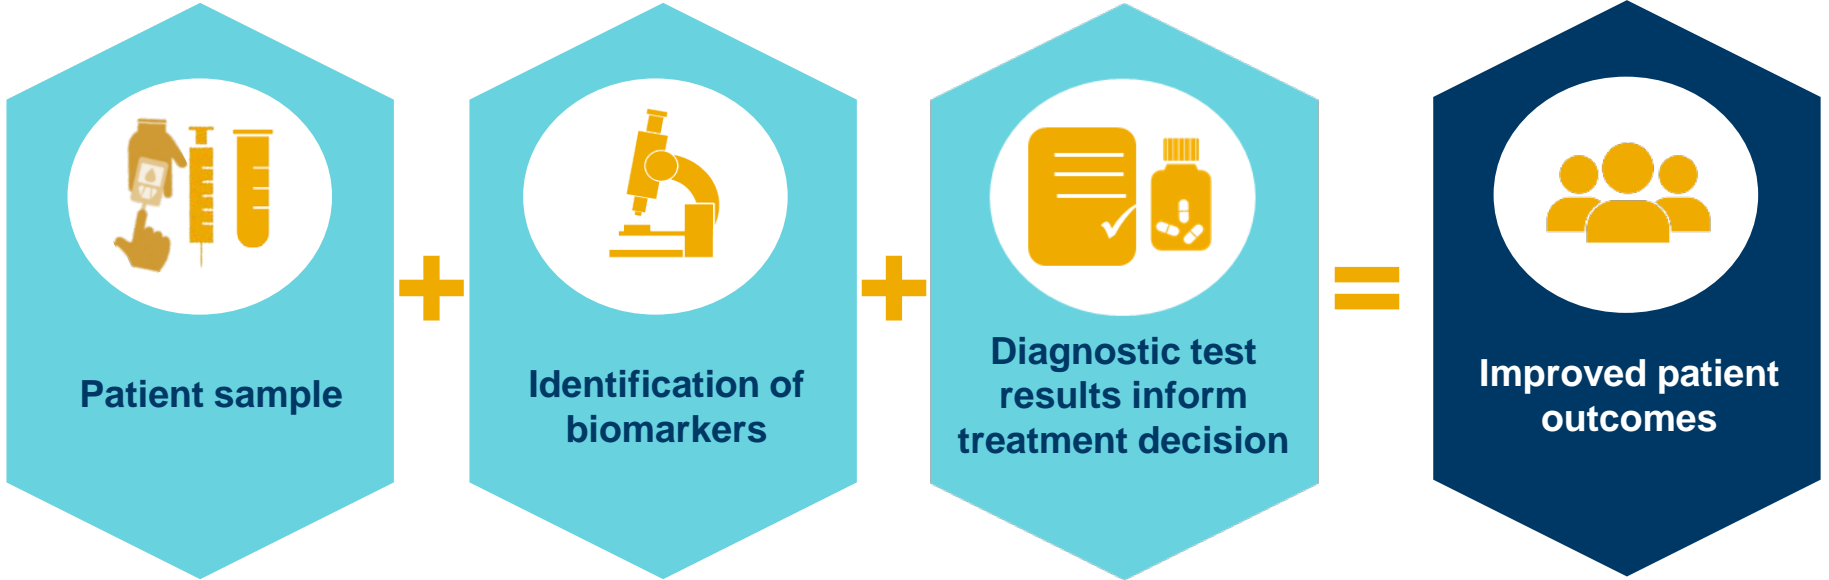 Patient sample
+
Identification of
biomarkers
+
Diagnostic test
results inform
treatment decision
=
Improved patient
outcomes